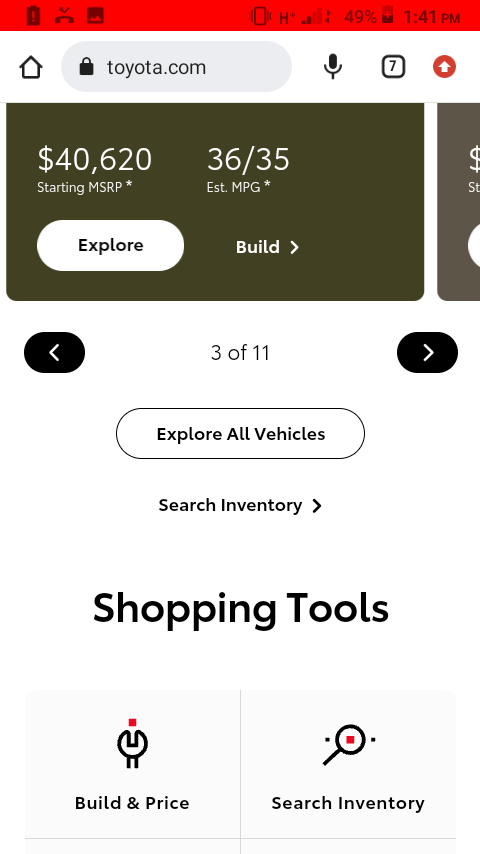 H+ 49% 1:41 PM
toyota.com 7
$40,620 36/35 $
Starting MSRP * Est. MPG * St
Explore Build
3 of 11
Explore All Vehicles
Search Inventory
Shopping Tools
Build & Price Search Inventory